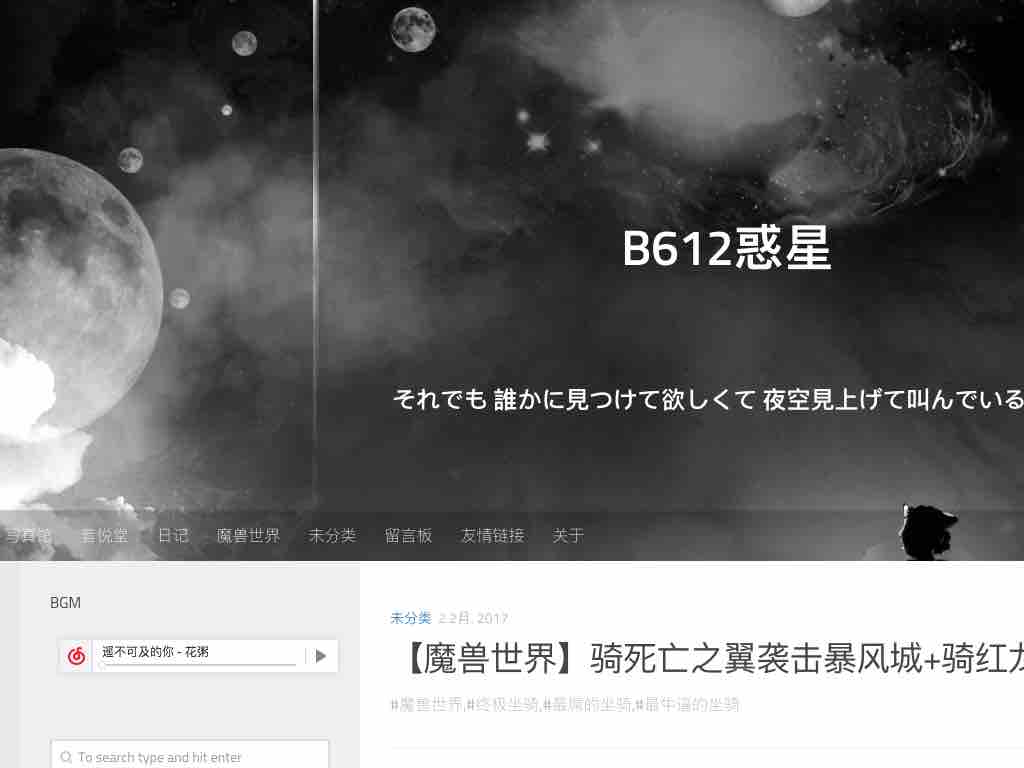 B612惑星
それでも 誰かに見つけて欲しくて 夜空見上げて叫んでいる
写真馆 喜悦堂 日记 魔兽世界 未分类 留言板 友情链接 关于
BGM
遥不可及的你 - 花粥
To search type and hit enter
未分类 2 2月, 2017
【魔兽世界】骑死亡之翼袭击暴风城+骑红
#魔兽世界,#终极坐骑,#最屌的坐骑,#最牛逼的坐骑